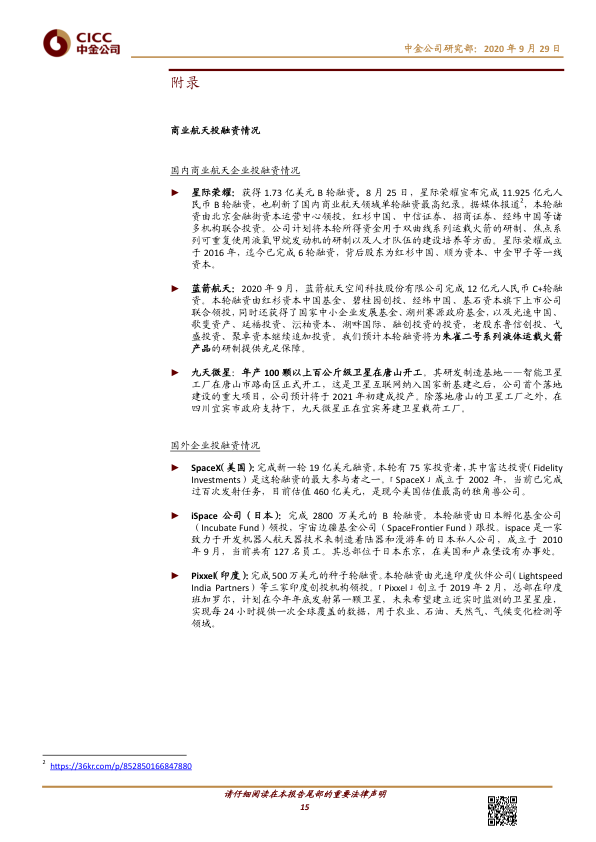 CICC
中金公司
中金公司研究部：2020 年 9 月 29 日
附录
商业航天投融资情况
国内商业航天企业投融资情况
► 星际荣耀：获得 1.73 亿美元 B 轮融资。8 月 25 日，星际荣耀宣布完成 11.925 亿元人
民币 B 轮融资，也刷新了国内商业航天领域单轮融资最高纪录。据媒体报道2，本轮融
资由北京金融街资本运营中心领投，红杉中国，中信证券、招商证券、经纬中国等诸
多机构联合投资。公司计划将本轮所得资金用于双曲线系列运载火箭的研制、焦点系
列可重复使用液氧甲烷发动机的研制以及人才队伍的建设培养等方面。星际荣耀成立
于 2016 年，迄今已完成 6 轮融资，背后股东为红杉中国、顺为资本、中金甲子等一线
资本。
► 蓝箭航天：2020 年 9 月，蓝箭航天空间科技股份有限公司完成 12 亿元人民币 C+轮融
资。本轮融资由红杉资本中国基金、碧桂园创投、经纬中国、基石资本旗下上市公司
联合领投，同时还获得了国家中小企业发展基金、湖州赛源政府基金，以及光速中国、
歌斐资产、廷福投资、沄柏资本、湖畔国际、融创投资的投资，老股东鲁信创投、弋
盛投资、聚卓资本继续追加投资。我们预计本轮融资将为朱雀二号系列液体运载火箭
产品的研制提供充足保障。
► 九天微星：年产 100 颗以上百公斤级卫星在唐山开工。其研发制造基地——智能卫星
工厂在唐山市路南区正式开工，这是卫星互联网纳入国家新基建之后，公司首个落地
建设的重大项目，公司预计将于 2021 年初建成投产。除落地唐山的卫星工厂之外，在
四川宜宾市政府支持下，九天微星正在宜宾筹建卫星载荷工厂。
国外企业投融资情况
► SpaceX（美国）：完成新一轮 19 亿美元融资。本轮有 75 家投资者，其中富达投资（Fidelity
Investments）是这轮融资的最大参与者之一。「SpaceX」成立于 2002 年，当前已完成
过百次发射任务，目前估值 460 亿美元，是现今美国估值最高的独角兽公司。
► iSpace 公司（日本）：完成 2800 万美元的 B 轮融资。本轮融资由日本孵化基金公司
（Incubate Fund）领投，宇宙边疆基金公司（SpaceFrontier Fund）跟投。ispace 是一家
致力于开发机器人航天器技术来制造着陆器和漫游车的日本私人公司，成立于 2010
年 9 月，当前共有 127 名员工。其总部位于日本东京，在美国和卢森堡设有办事处。
► Pixxel（印度）：完成 500 万美元的种子轮融资。本轮融资由光速印度伙伴公司（Lightspeed
India Partners）等三家印度创投机构领投。「Pixxel」创立于 2019 年 2 月，总部在印度
班加罗尔，计划在今年年底发射第一颗卫星，未来希望建立近实时监测的卫星星座，
实现每 24 小时提供一次全球覆盖的数据，用于农业、石油、天然气、气候变化检测等
领域。
2 https://36kr.com/p/852850166847880
请仔细阅读在本报告尾部的重要法律声明
15